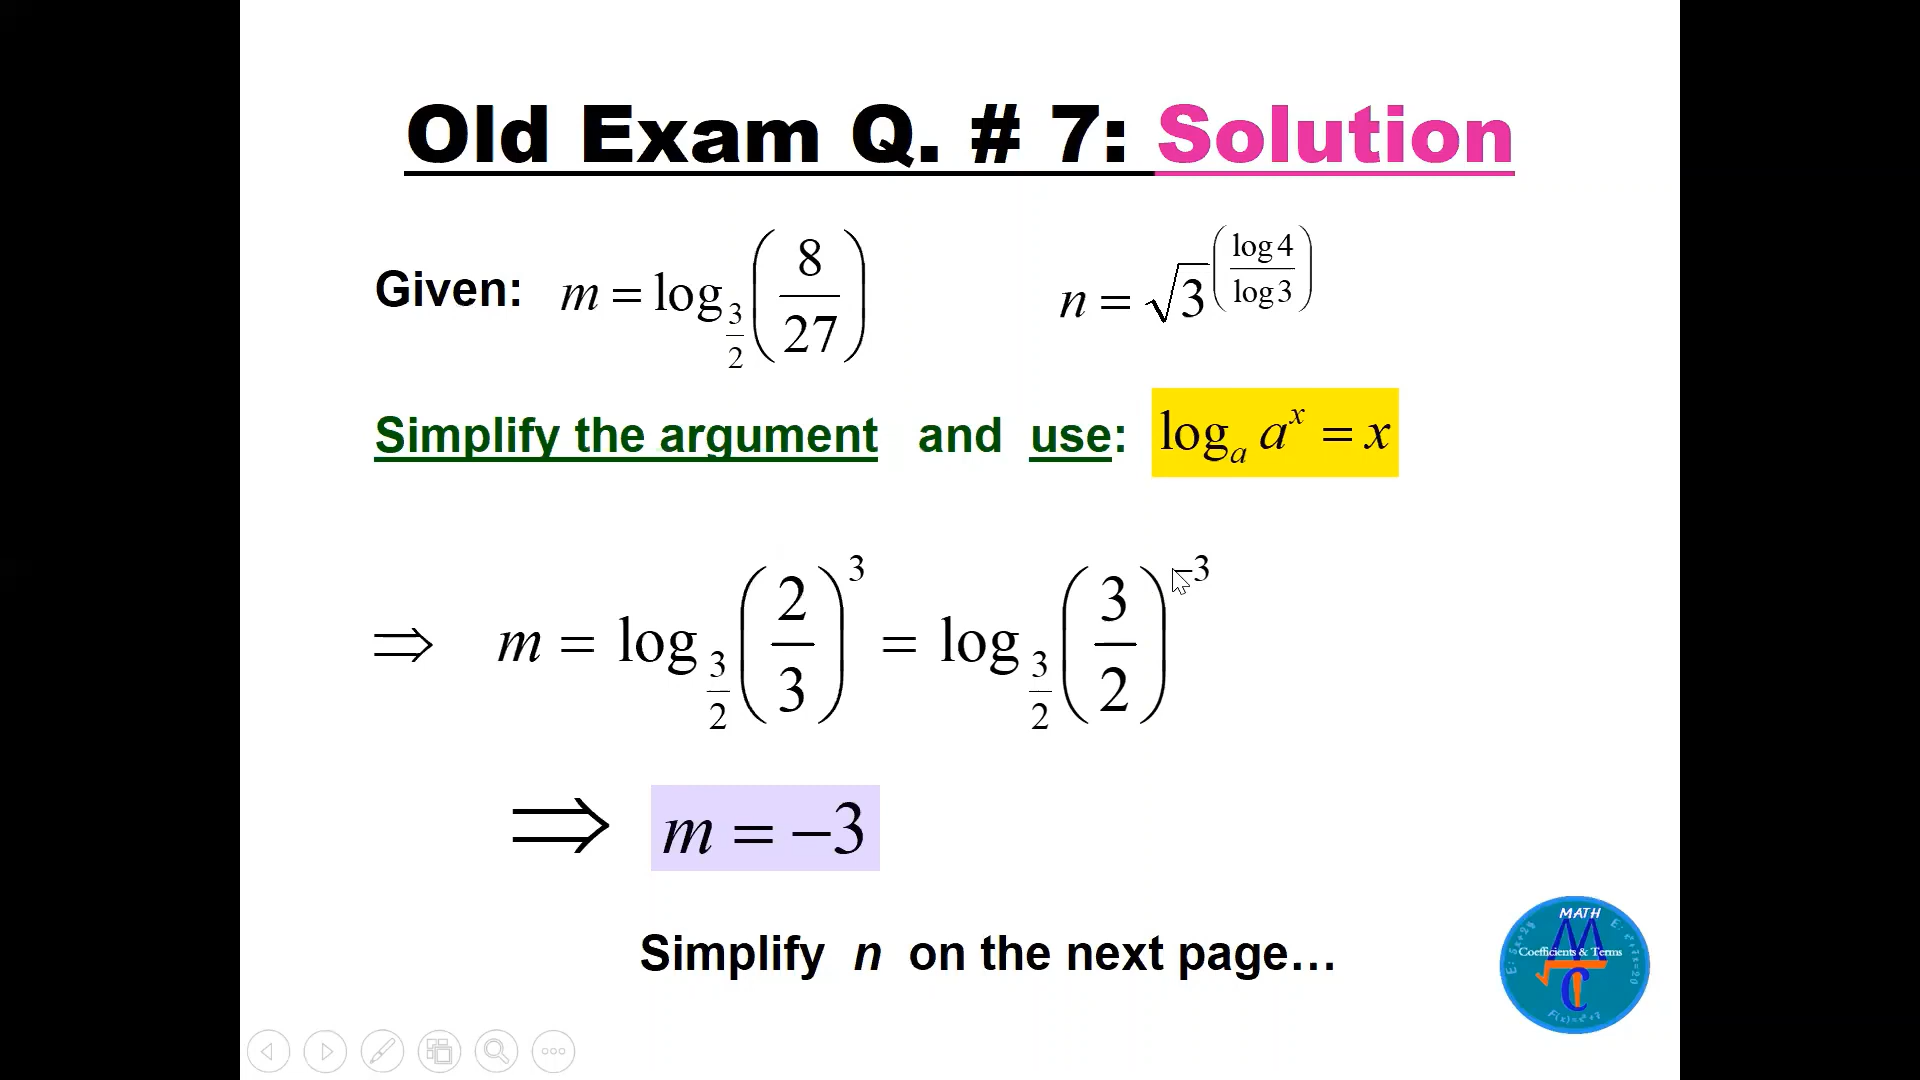 Old Exam Q. # 7: Solution
Given: m = log_{3/2} (8/27) n = √3^{(log 4 / log 3)}
Simplify the argument and use: log_a a^x = x
⇒ m = log_{3/2} (2/3)^3 = log_{3/2} (3/2)^{−3}
⇒ m = −3
Simplify n on the next page…
MATH
Coefficients & Terms